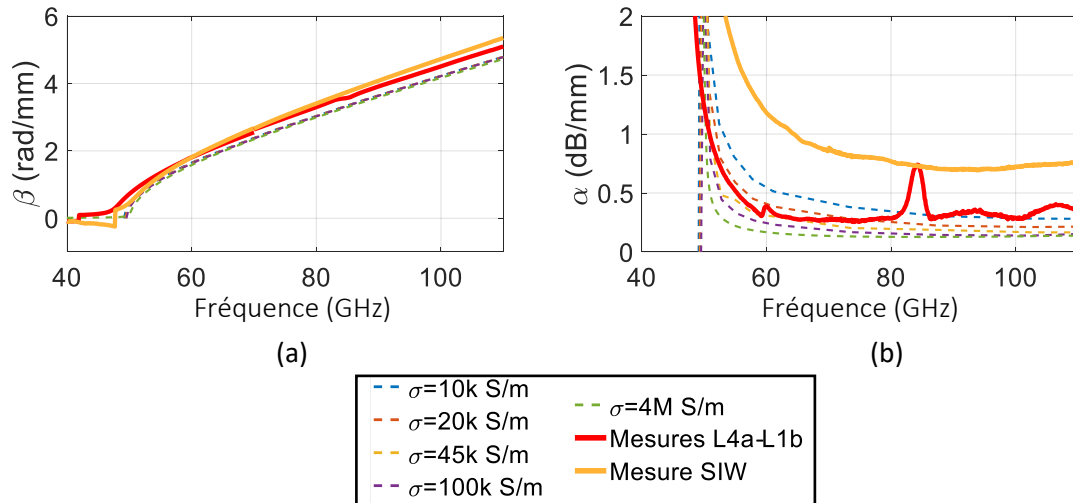 6
4
2
0
β (rad/mm)
40 60 80 100
Fréquence (GHz)
(a)
2
1.5
1
0.5
0
α (dB/mm)
40 60 80 100
Fréquence (GHz)
(b)
σ=10k S/m
σ=20k S/m
σ=45k S/m
σ=100k S/m
σ=4M S/m
Mesures L4a-L1b
Mesure SIW